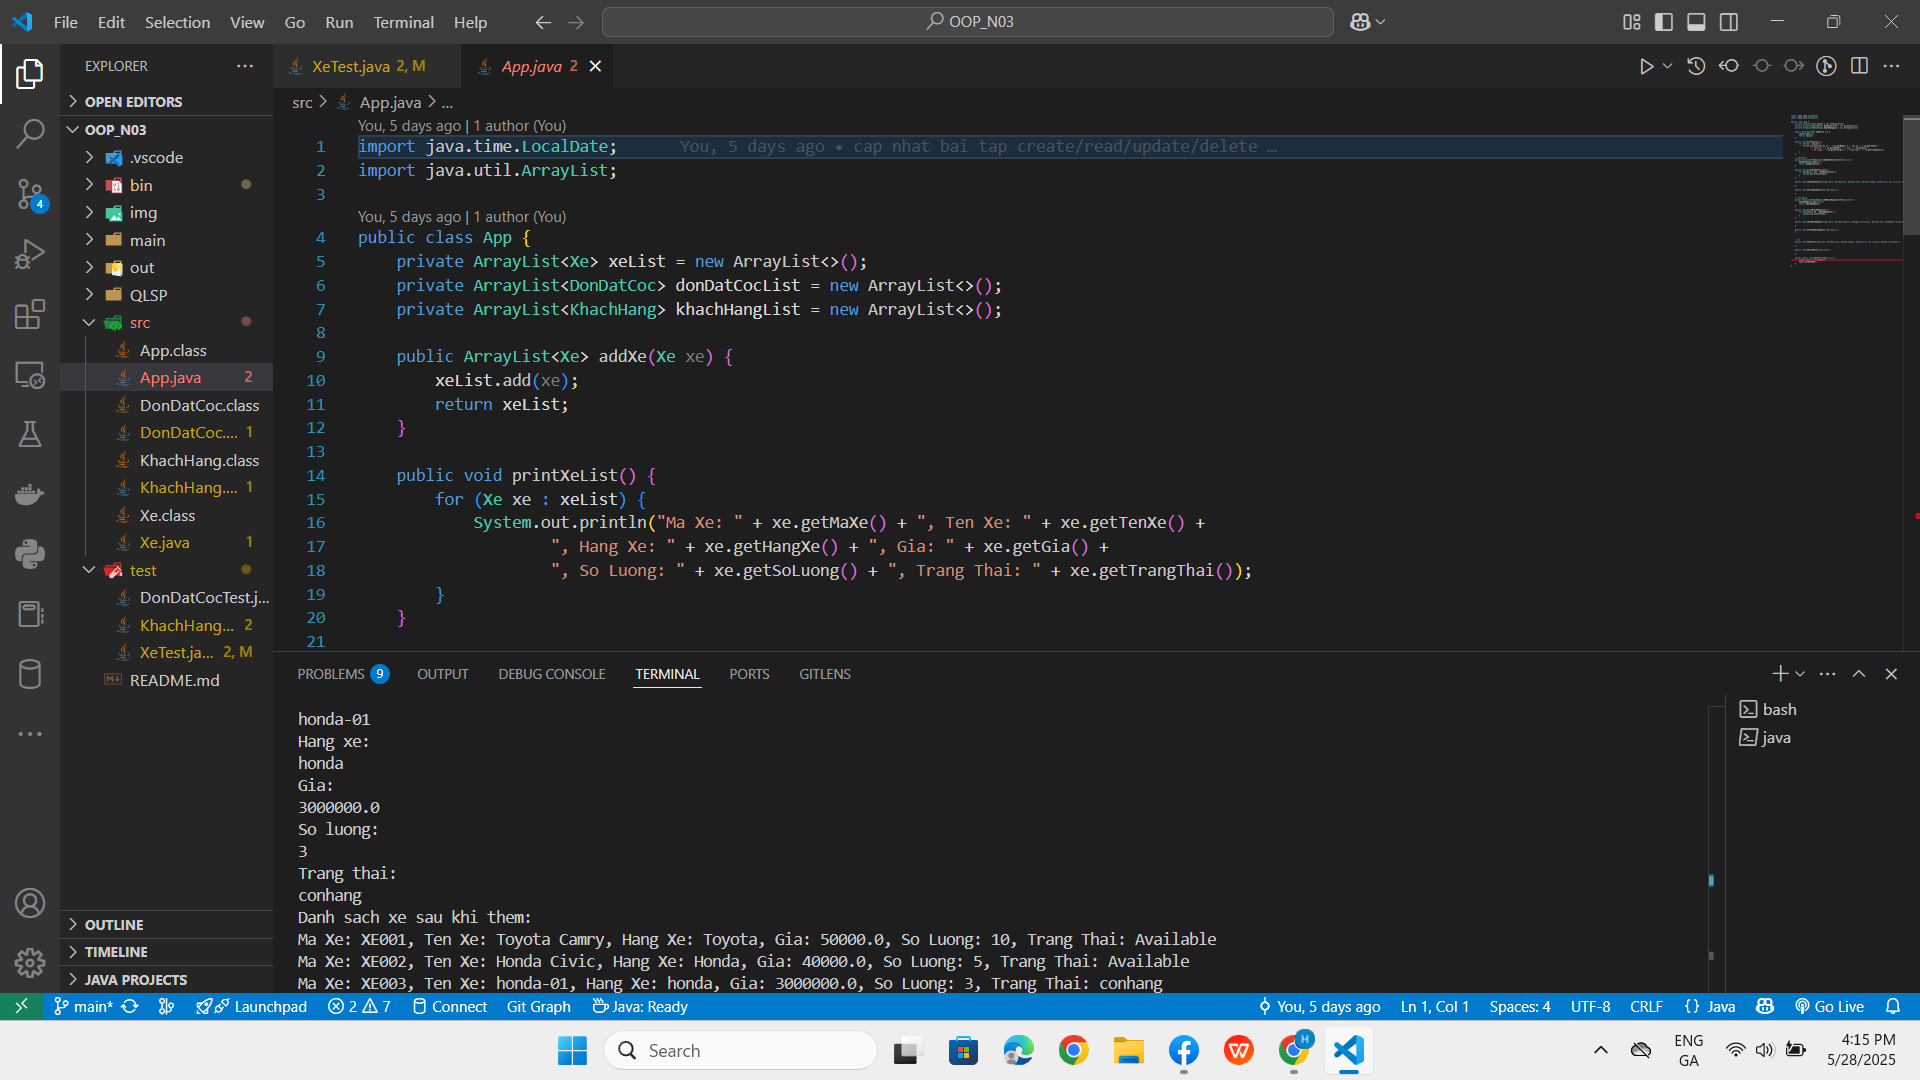 File Edit Selection View Go Run Terminal Help
OOP_N03
EXPLORER
OPEN EDITORS
OOP_N03
.vscode
bin
img
main
out
QLSP
src
App.class
App.java 2
DonDatCoc.class
DonDatCoc.... 1
KhachHang.class
KhachHang.... 1
Xe.class
Xe.java 1
test
DonDatCocTest.j...
KhachHang... 2
XeTest.ja... 2, M
README.md
OUTLINE
TIMELINE
JAVA PROJECTS
4
XeTest.java 2, M
App.java 2
src > App.java > ...
You, 5 days ago | 1 author (You)
1 import java.time.LocalDate; You, 5 days ago • cap nhat bai tap create/read/update/delete …
2 import java.util.ArrayList;
3
You, 5 days ago | 1 author (You)
4 public class App {
5 private ArrayList<Xe> xeList = new ArrayList<>();
6 private ArrayList<DonDatCoc> donDatCocList = new ArrayList<>();
7 private ArrayList<KhachHang> khachHangList = new ArrayList<>();
8
9 public ArrayList<Xe> addXe(Xe xe) {
10 xeList.add(xe);
11 return xeList;
12 }
13
14 public void printXeList() {
15 for (Xe xe : xeList) {
16 System.out.println("Ma Xe: " + xe.getMaXe() + ", Ten Xe: " + xe.getTenXe() +
17 ", Hang Xe: " + xe.getHangXe() + ", Gia: " + xe.getGia() +
18 ", So Luong: " + xe.getSoLuong() + ", Trang Thai: " + xe.getTrangThai());
19 }
20 }
21
PROBLEMS 9 OUTPUT DEBUG CONSOLE TERMINAL PORTS GITLENS
honda-01
Hang xe:
honda
Gia:
3000000.0
So luong:
3
Trang thai:
conhang
Danh sach xe sau khi them:
Ma Xe: XE001, Ten Xe: Toyota Camry, Hang Xe: Toyota, Gia: 50000.0, So Luong: 10, Trang Thai: Available
Ma Xe: XE002, Ten Xe: Honda Civic, Hang Xe: Honda, Gia: 40000.0, So Luong: 5, Trang Thai: Available
Ma Xe: XE003, Ten Xe: honda-01, Hang Xe: honda, Gia: 3000000.0, So Luong: 3, Trang Thai: conhang
bash
java
main* Launchpad 2 7 Connect Git Graph Java: Ready You, 5 days ago Ln 1, Col 1 Spaces: 4 UTF-8 CRLF {} Java Go Live
Search
H
ENG
GA
4:15 PM
5/28/2025